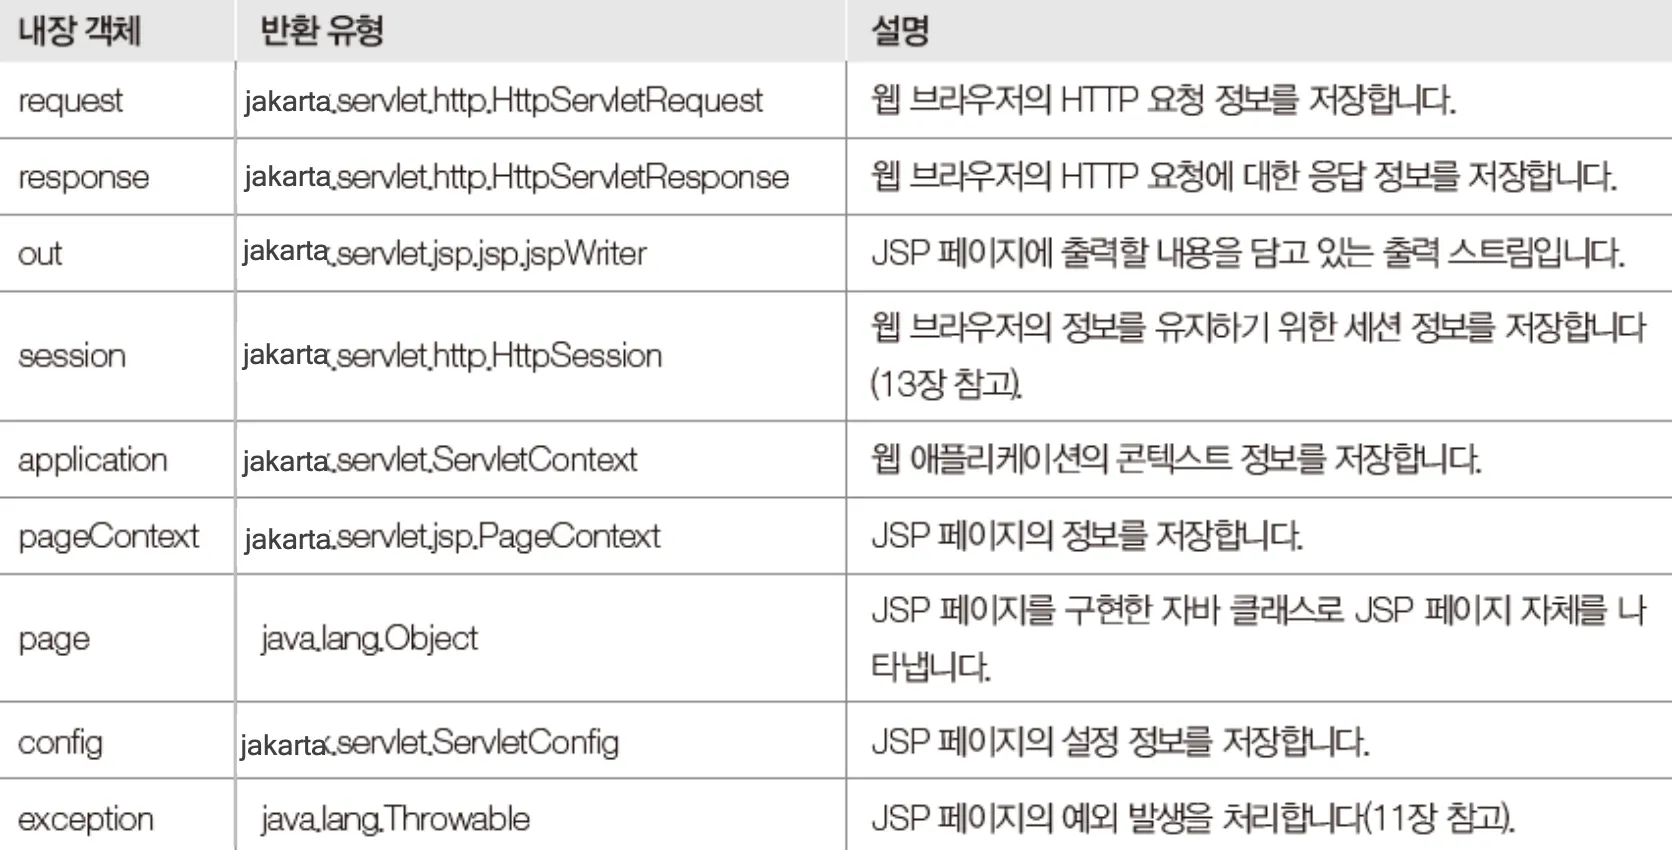 내장 객체 반환 유형 설명
request jakarta.servlet.http.HttpServletRequest 웹 브라우저의 HTTP 요청 정보를 저장합니다.
response jakarta.servlet.http.HttpServletResponse 웹 브라우저의 HTTP 요청에 대한 응답 정보를 저장합니다.
out jakarta.servlet.jsp.jsp.jspWriter JSP 페이지에 출력할 내용을 담고 있는 출력 스트림입니다.
session jakarta.servlet.http.HttpSession 웹 브라우저의 정보를 유지하기 위한 세션 정보를 저장합니다
(13장 참고).
application jakarta.servlet.ServletContext 웹 애플리케이션의 콘텍스트 정보를 저장합니다.
pageContext jakarta.servlet.jsp.PageContext JSP 페이지의 정보를 저장합니다.
page java.lang.Object JSP 페이지를 구현한 자바 클래스로 JSP 페이지 자체를 나
타냅니다.
config jakarta.servlet.ServletConfig JSP 페이지의 설정 정보를 저장합니다.
exception java.lang.Throwable JSP 페이지의 예외 발생을 처리합니다(11장 참고).